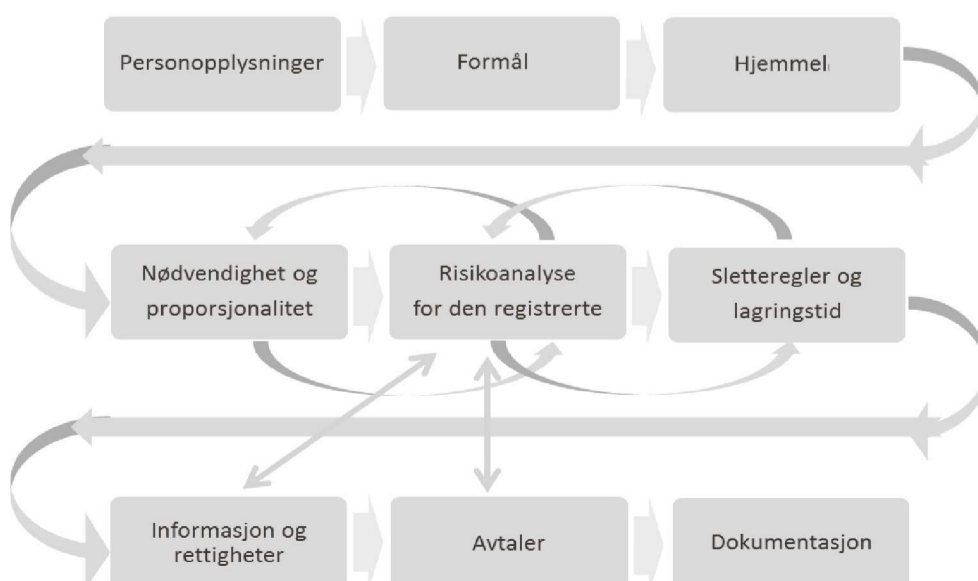 Personopplysninger
Formål
Hjemmel
Nødvendighet og
proporsjonalitet
Risikoanalyse
for den registrerte
Sletteregler og
lagringstid
Informasjon og
rettigheter
Avtaler
Dokumentasjon